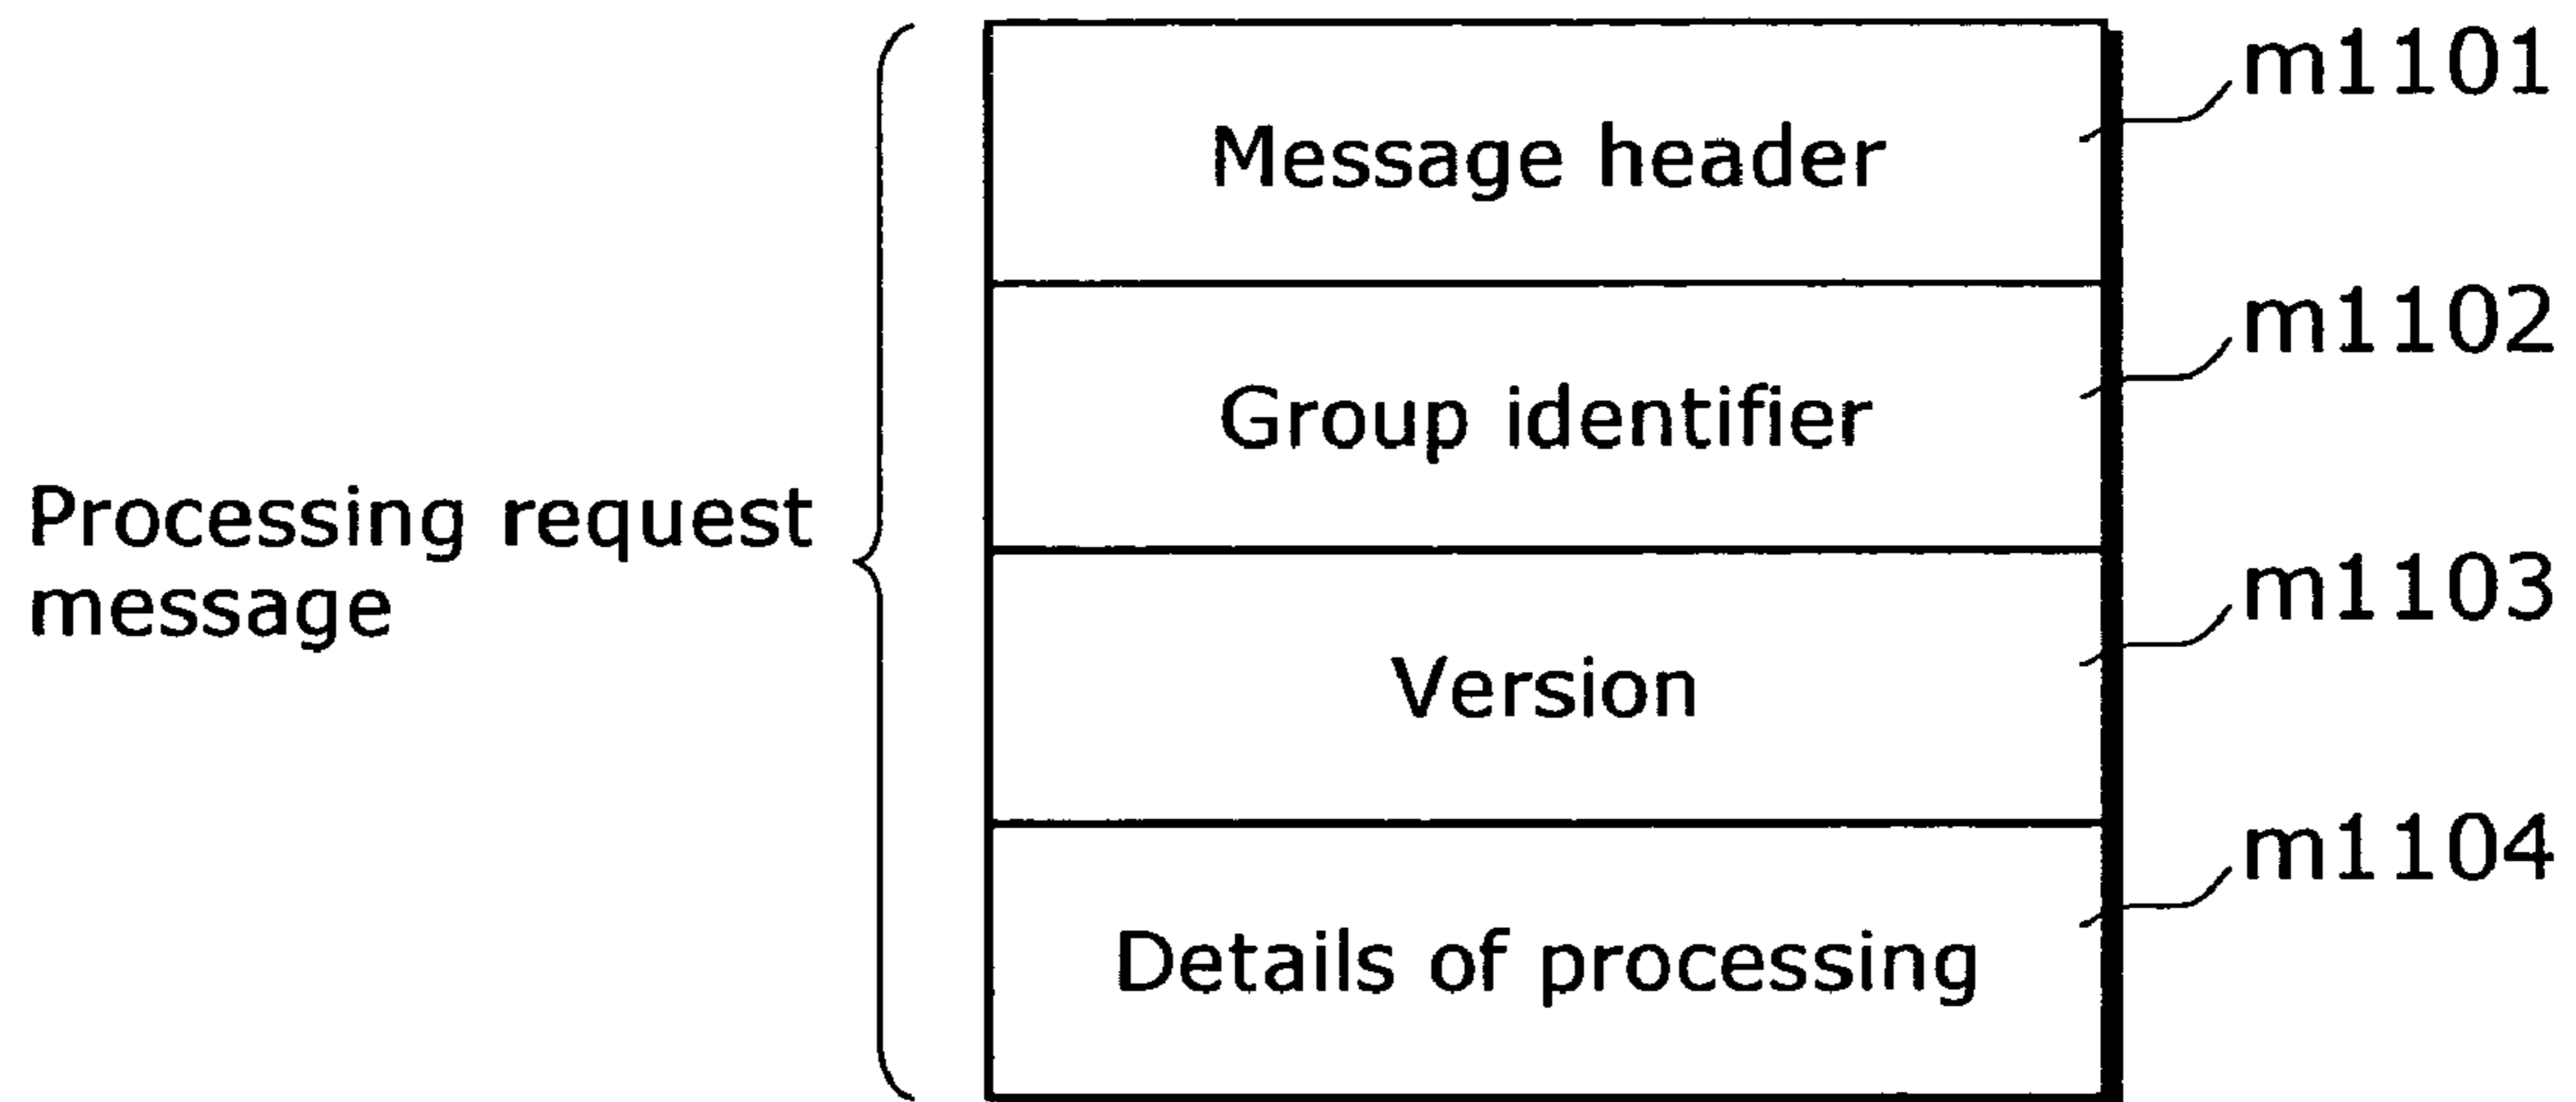 Processing request
message
Message header
m1101
Group identifier
m1102
Version
m1103
Details of processing
m1104